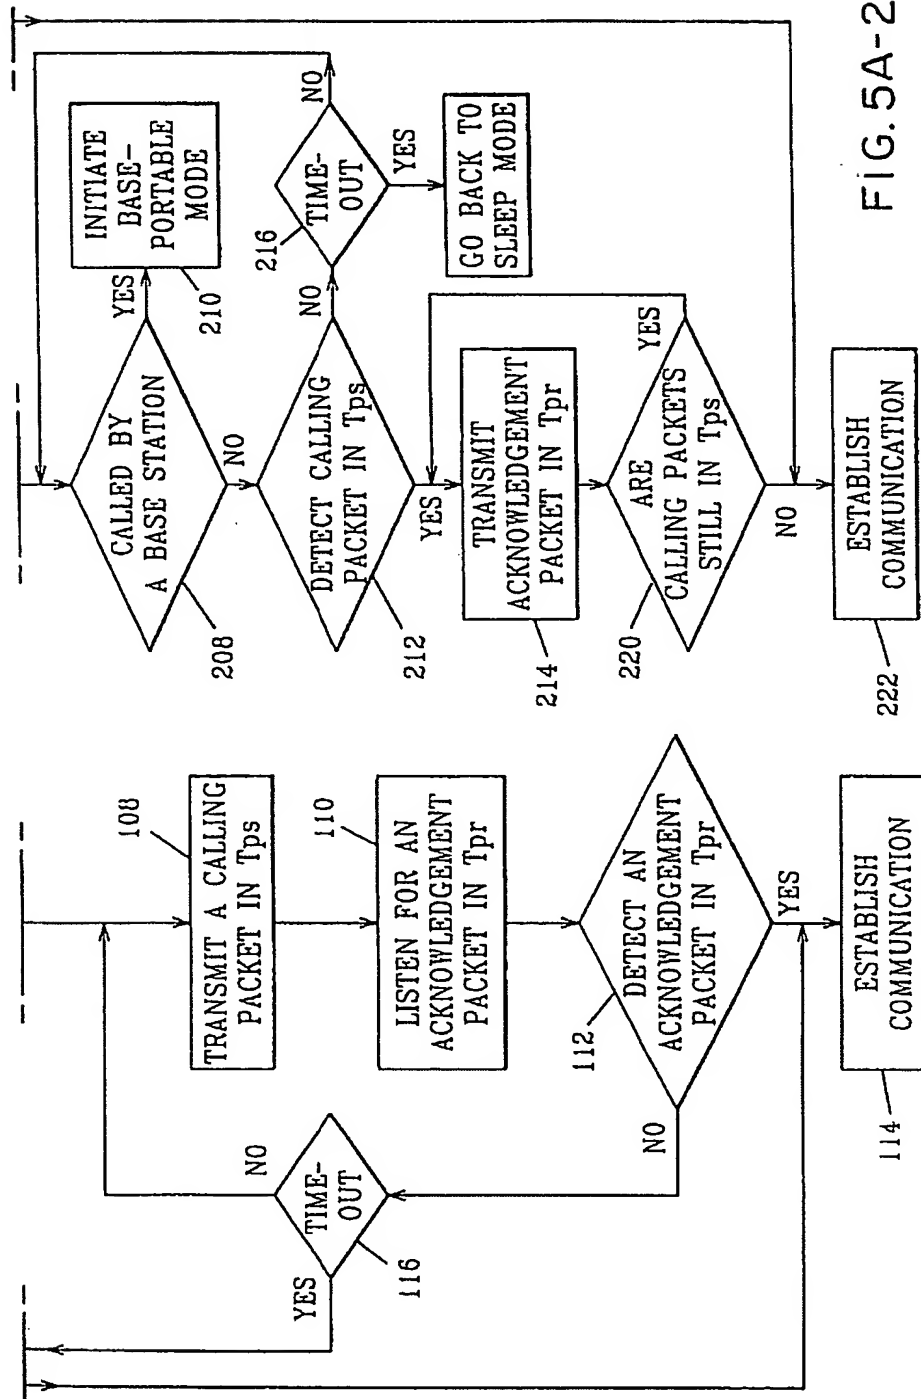 108
TRANSMIT A CALLING
PACKET IN Tps
110
LISTEN FOR AN
ACKNOWLEDGEMENT
PACKET IN Tpr
112
DETECT AN
ACKNOWLEDGEMENT
PACKET IN Tpr
YES
NO
TIME-
OUT
116
NO
YES
ESTABLISH
COMMUNICATION
114
CALLED BY
A BASE STATION
208
YES
NO
INITIATE
BASE-
PORTABLE
MODE
210
DETECT CALLING
PACKET IN Tps
212
NO
YES
TIME-
OUT
216
NO
YES
GO BACK TO
SLEEP MODE
TRANSMIT
ACKNOWLEDGEMENT
PACKET IN Tpr
214
ARE
CALLING PACKETS
STILL IN Tps
220
YES
NO
ESTABLISH
COMMUNICATION
222
FIG. 5A-2